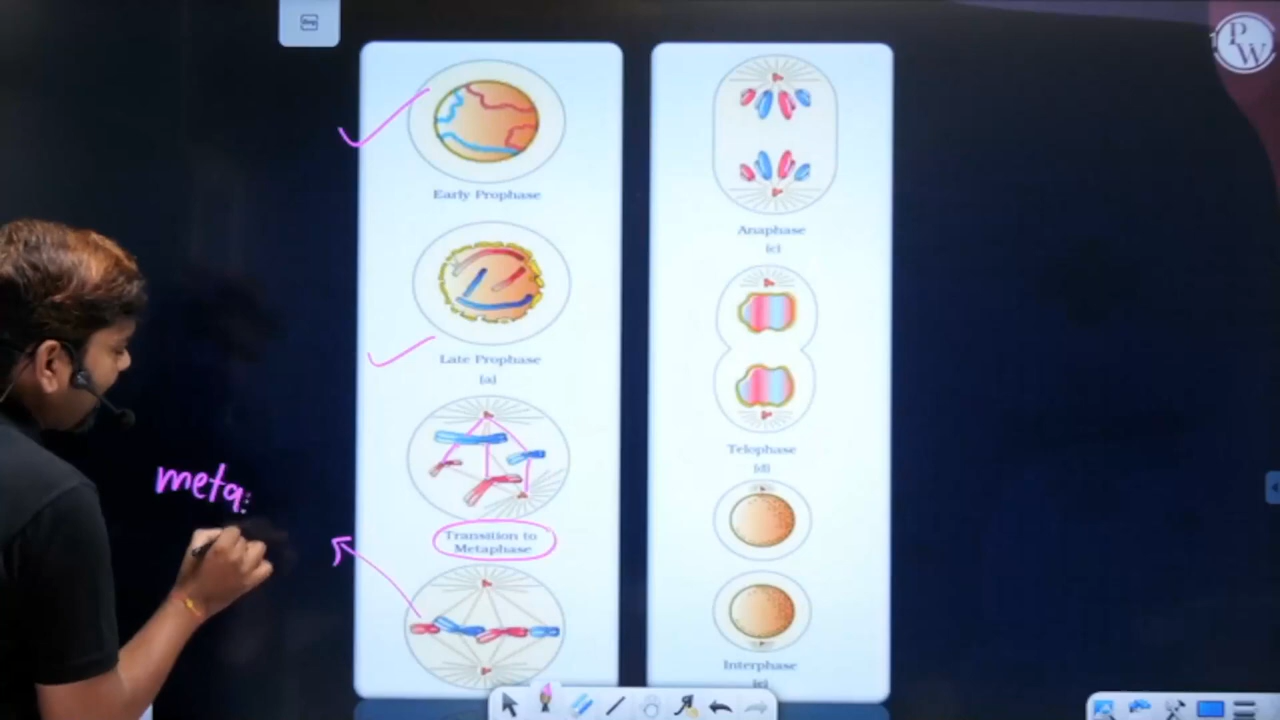 PW
Early Prophase
Late Prophase
(a)
Transition to
Metaphase
meta:
Anaphase
(c)
Telophase
(d)
Interphase